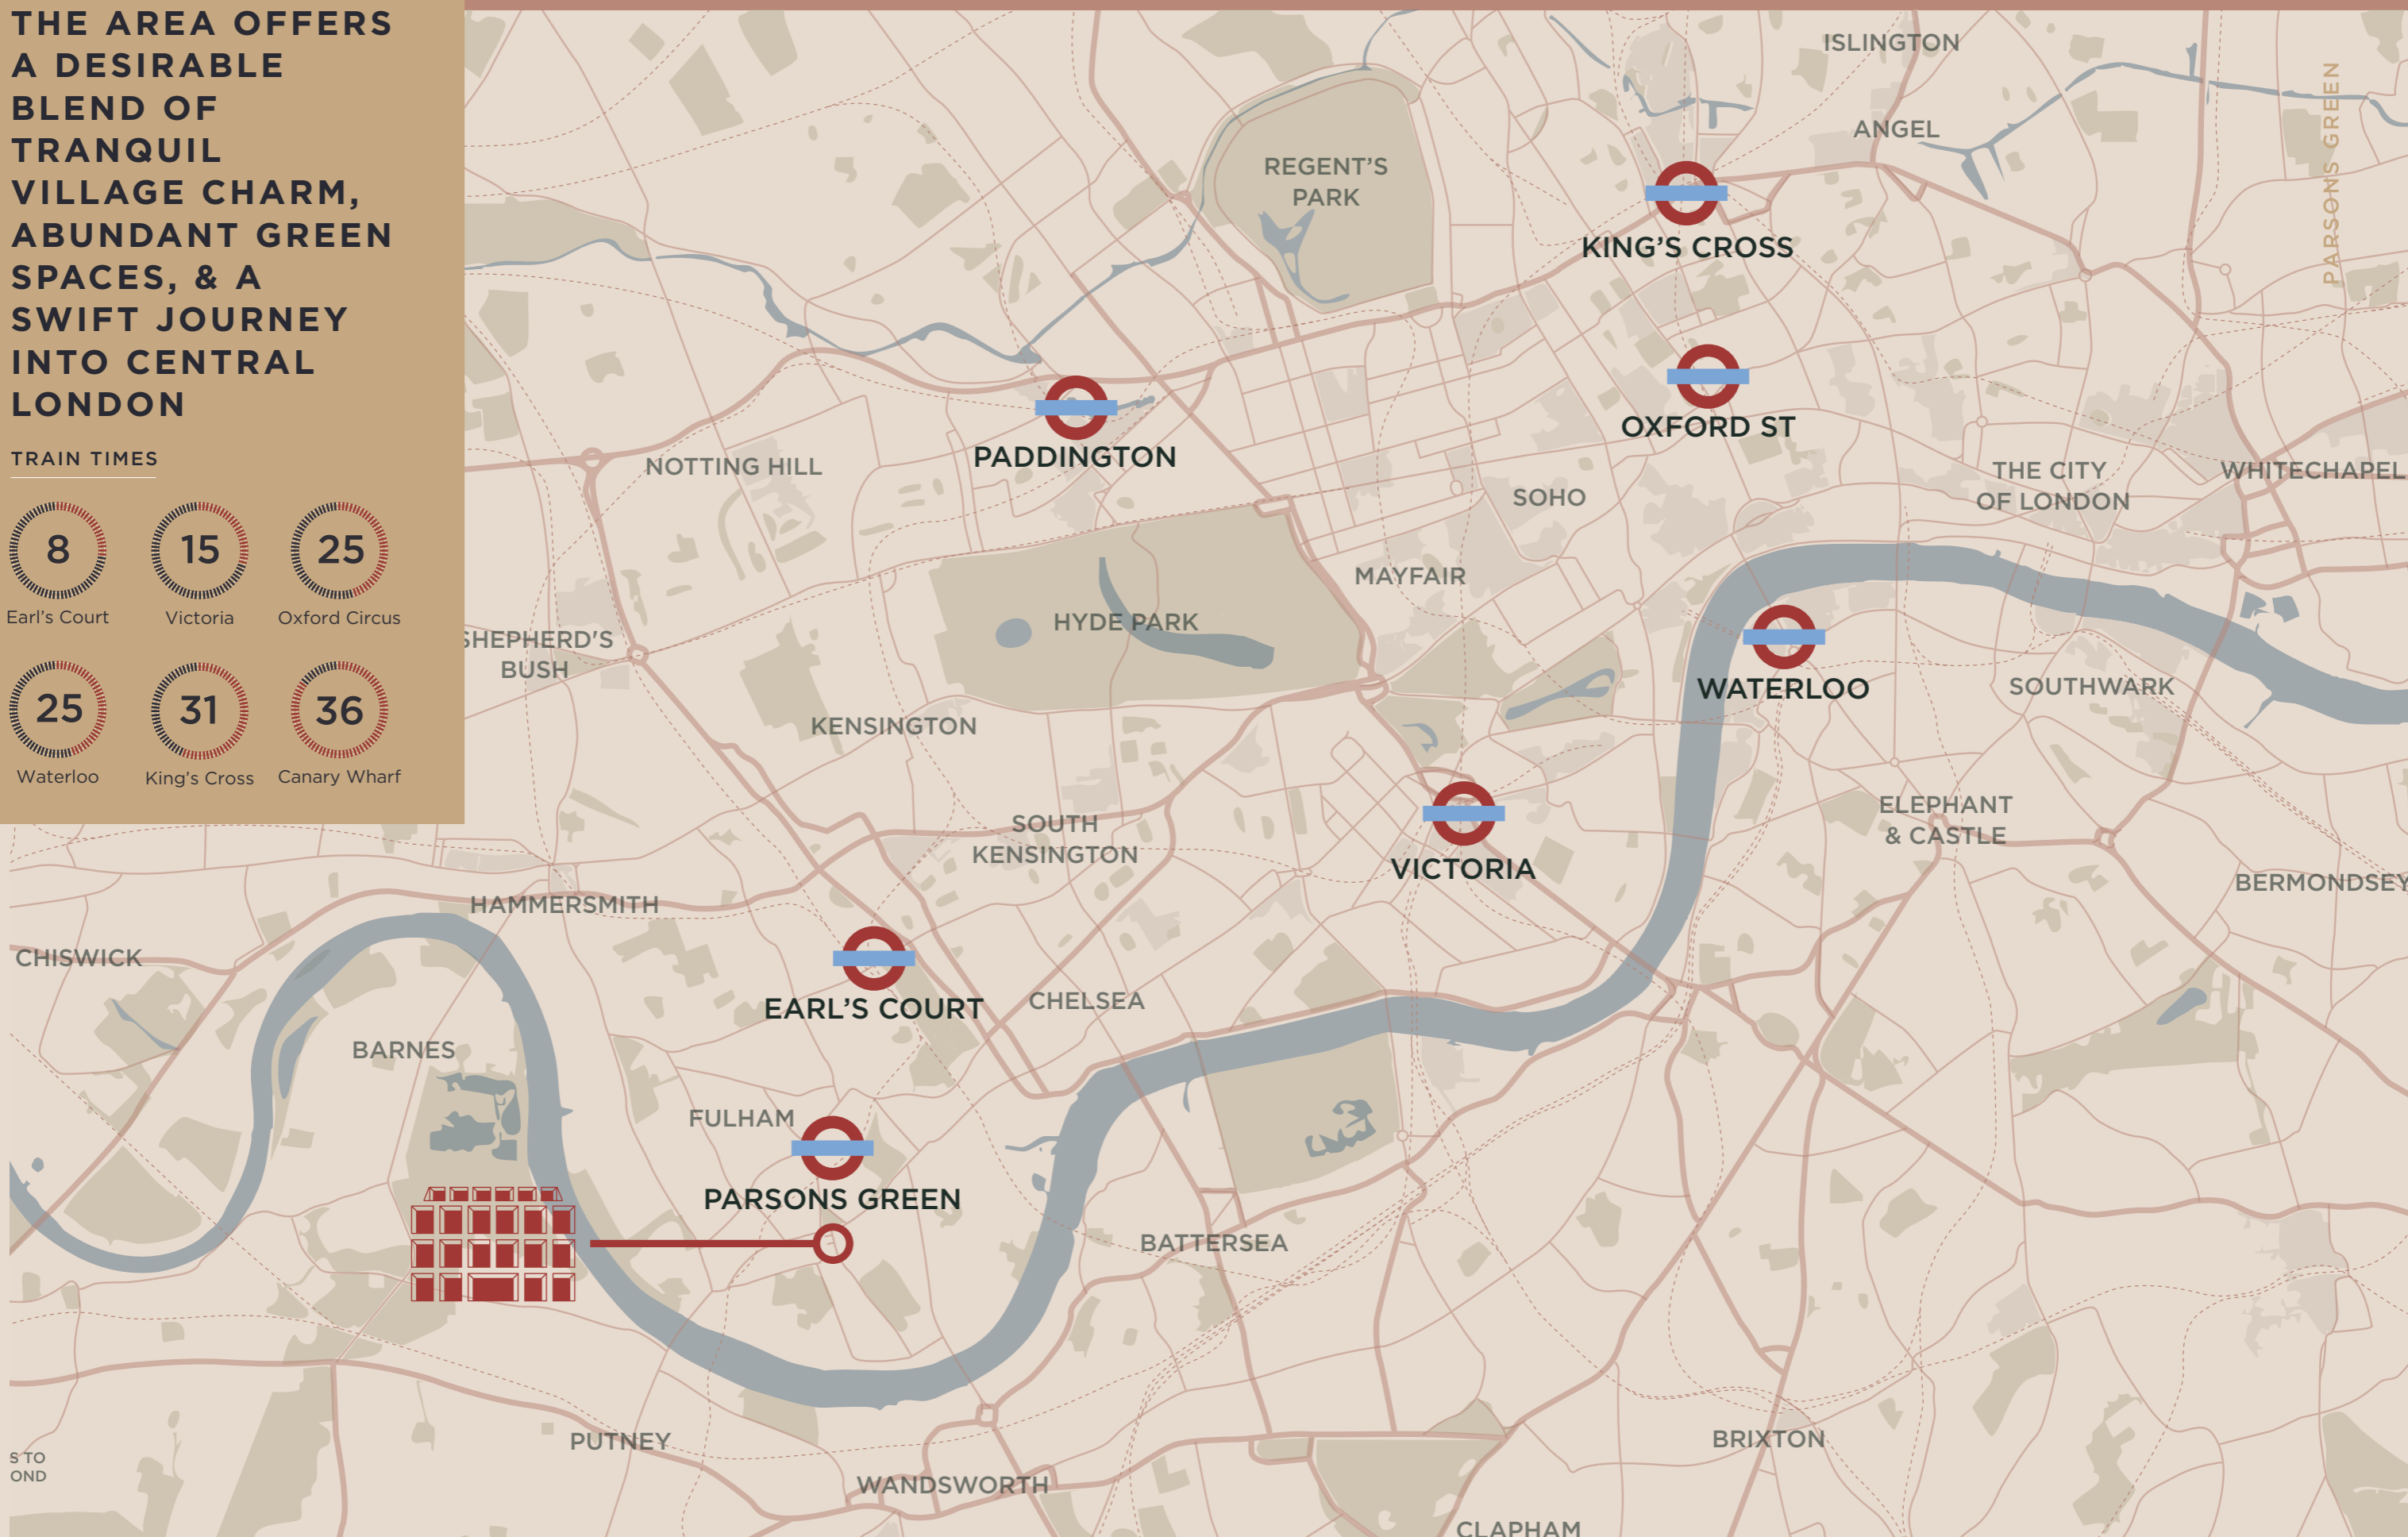 THE AREA OFFERS
A DESIRABLE
BLEND OF
TRANQUIL
VILLAGE CHARM,
ABUNDANT GREEN
SPACES, & A
SWIFT JOURNEY
INTO CENTRAL
LONDON
TRAIN TIMES
8
15
25
Earl's Court
Victoria
Oxford Circus
25
31
36
Waterloo
King's Cross
Canary Wharf
ISLINGTON
PARSONS GREEN
ANGEL
REGENT'S
PARK
KING'S CROSS
OXFORD ST
PADDINGTON
NOTTING HILL
SOHO
THE CITY
OF LONDON
WHITECHAPEL
MAYFAIR
HYDE PARK
SHEPHERD'S
BUSH
WATERLOO
SOUTHWARK
KENSINGTON
ELEPHANT
& CASTLE
SOUTH
KENSINGTON
VICTORIA
BERMONDSEY
HAMMERSMITH
CHISWICK
EARL'S COURT
CHELSEA
BARNES
FULHAM
PARSONS GREEN
BATTERSEA
PUTNEY
BRIXTON
S TO
OND
WANDSWORTH
CLAPHAM